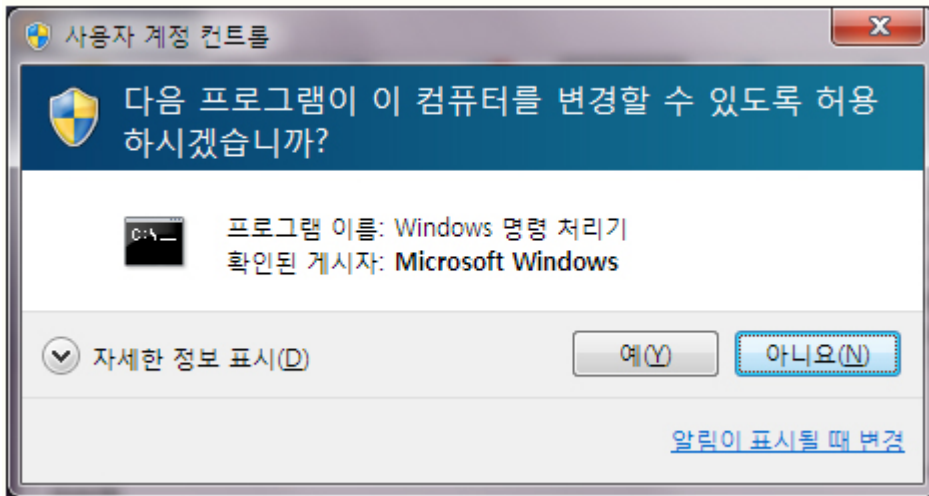 사용자 계정 컨트롤
다음 프로그램이 이 컴퓨터를 변경할 수 있도록 허용
하시겠습니까?
C:\_
프로그램 이름: Windows 명령 처리기
확인된 게시자: Microsoft Windows
자세한 정보 표시(D)
예(Y)
아니요(N)
알림이 표시될 때 변경